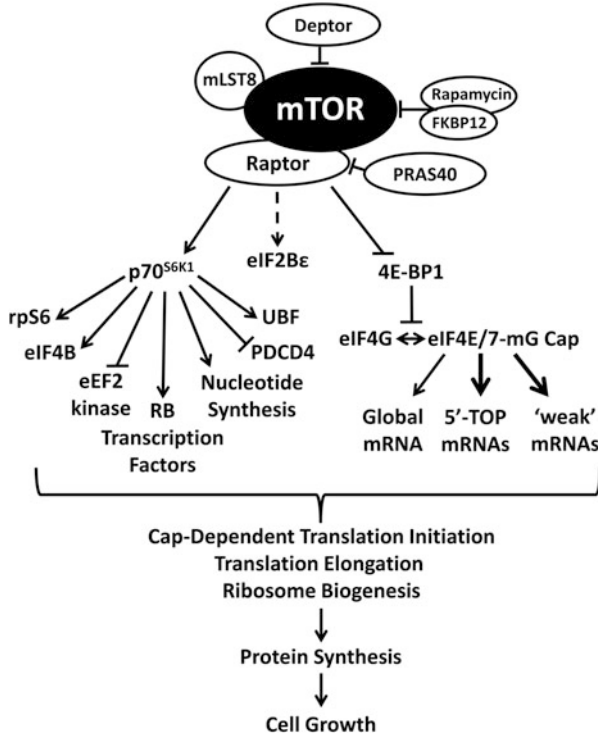 Deptor
mLST8
mTOR
Rapamycin
FKBP12
Raptor
PRAS40
eIF2Bε
p70S6K1
4E-BP1
rpS6
UBF
eIF4B
PDCD4
eIF4G
eIF4E/7-mG Cap
eEF2
kinase
RB
Transcription
Factors
Nucleotide
Synthesis
Global
mRNA
5’-TOP
mRNAs
‘weak’
mRNAs
Cap-Dependent Translation Initiation
Translation Elongation
Ribosome Biogenesis
Protein Synthesis
Cell Growth